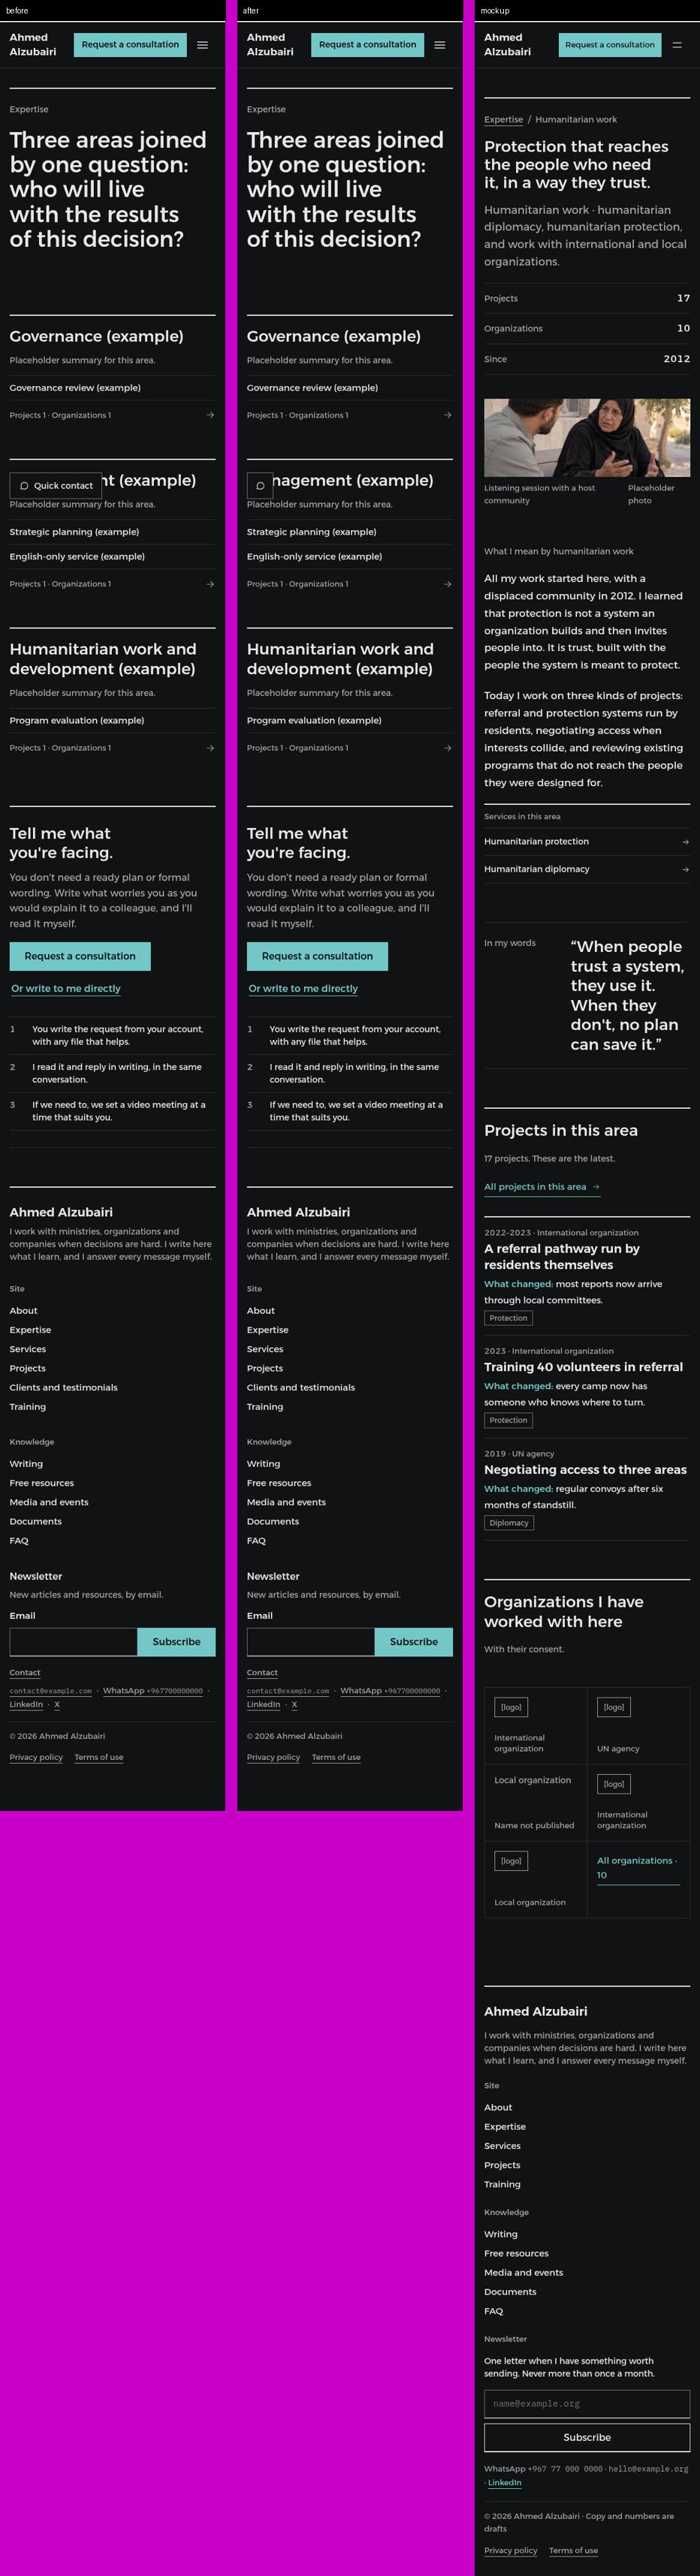 before
Ahmed
Alzubairi
Request a consultation
Expertise
Three areas joined
by one question:
who will live
with the results
of this decision?
Governance (example)
Placeholder summary for this area.
Governance review (example)
Projects 1 · Organizations 1
→
Quick contact
nt (example)
Placeholder summary for this area.
Strategic planning (example)
English-only service (example)
Projects 1 · Organizations 1
→
Humanitarian work and
development (example)
Placeholder summary for this area.
Program evaluation (example)
Projects 1 · Organizations 1
→
Tell me what
you're facing.
You don't need a ready plan or formal
wording. Write what worries you as you
would explain it to a colleague, and I'll
read it myself.
Request a consultation
Or write to me directly
1 You write the request from your account,
with any file that helps.
2 I read it and reply in writing, in the same
conversation.
3 If we need to, we set a video meeting at a
time that suits you.
Ahmed Alzubairi
I work with ministries, organizations and
communities when decisions are hard. I write here
what I learn, and I answer every message myself.
Site
About
Expertise
Services
Projects
Clients and testimonials
Training
Knowledge
Writing
Free resources
Media and events
Documents
FAQ
Newsletter
New articles and resources, by email.
Email
Subscribe
Contact
contact@example.com · WhatsApp +967700000000 ·
LinkedIn · X
© 2026 Ahmed Alzubairi
Privacy policy Terms of use
after
Ahmed
Alzubairi
Request a consultation
Expertise
Three areas joined
by one question:
who will live
with the results
of this decision?
Governance (example)
Placeholder summary for this area.
Governance review (example)
Projects 1 · Organizations 1
→
nagement (example)
Placeholder summary for this area.
Strategic planning (example)
English-only service (example)
Projects 1 · Organizations 1
→
Humanitarian work and
development (example)
Placeholder summary for this area.
Program evaluation (example)
Projects 1 · Organizations 1
→
Tell me what
you're facing.
You don't need a ready plan or formal
wording. Write what worries you as you
would explain it to a colleague, and I'll
read it myself.
Request a consultation
Or write to me directly
1 You write the request from your account,
with any file that helps.
2 I read it and reply in writing, in the same
conversation.
3 If we need to, we set a video meeting at a
time that suits you.
Ahmed Alzubairi
I work with ministries, organizations and
communities when decisions are hard. I write here
what I learn, and I answer every message myself.
Site
About
Expertise
Services
Projects
Clients and testimonials
Training
Knowledge
Writing
Free resources
Media and events
Documents
FAQ
Newsletter
New articles and resources, by email.
Email
Subscribe
Contact
contact@example.com · WhatsApp +967700000000 ·
LinkedIn · X
© 2026 Ahmed Alzubairi
Privacy policy Terms of use
mockup
Ahmed
Alzubairi
Request a consultation
Expertise / Humanitarian work
Protection that reaches
the people who need
it, in a way they trust.
Humanitarian work · humanitarian
diplomacy, humanitarian protection,
and work with international and local
organizations.
Projects 17
Organizations 10
Since 2012
Listening session with a host
community
Placeholder
photo
What I mean by humanitarian work
All my work started here, with a
displaced community in 2012. I learned
that protection is not a system an
organization builds and then invites
people into. It is trust, built with the
people the system is meant to protect.
Today I work on three kinds of projects:
referral and protection systems run by
residents, negotiating access when
interests collide, and reviewing existing
programs that do not reach the people
they were designed for.
Services in this area
Humanitarian protection →
Humanitarian diplomacy →
In my words
“When people
trust a system,
they use it.
When they
don't, no plan
can save it.”
Projects in this area
17 projects. These are the latest.
All projects in this area →
2022–2023 · International organization
A referral pathway run by
residents themselves
What changed: most reports now arrive
through local committees.
Protection
2023 · International organization
Training 40 volunteers in referral
What changed: every camp now has
someone who knows where to turn.
Protection
2019 · UN agency
Negotiating access to three areas
What changed: regular convoys after six
months of standstill.
Diplomacy
Organizations I have
worked with here
With their consent.
[logo]
International
organization
[logo]
UN agency
Local organization
Name not published
[logo]
International
organization
[logo]
Local organization
All organizations ·
10
Ahmed Alzubairi
I work with ministries, organizations and
communities when decisions are hard. I write here
what I learn, and I answer every message myself.
Site
About
Expertise
Services
Projects
Training
Knowledge
Writing
Free resources
Media and events
Documents
FAQ
Newsletter
One letter when I have something worth
sending. Never more than once a month.
name@example.org
Subscribe
WhatsApp +967 77 000 0000 · hello@example.org
· LinkedIn
© 2026 Ahmed Alzubairi · Copy and numbers are
drafts
Privacy policy Terms of use